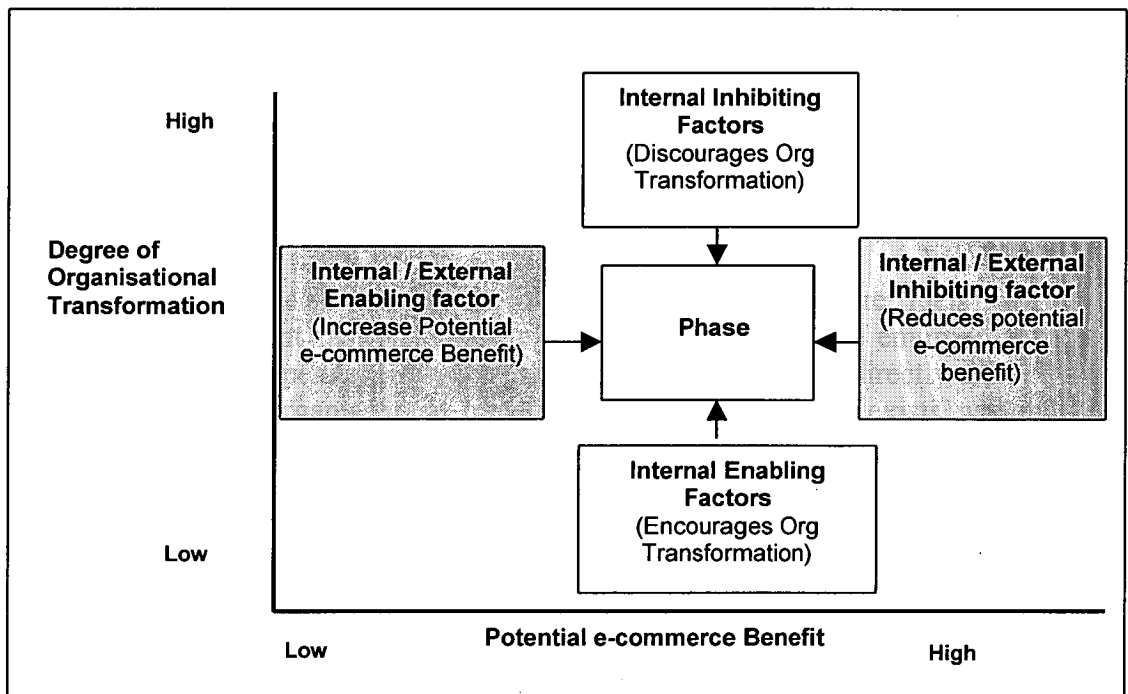 Internal Inhibiting
Factors
(Discourages Org
Transformation)
High
Degree of
Organisational
Transformation
Internal / External
Enabling factor
(Increase Potential
e-commerce Benefit)
Phase
Internal / External
Inhibiting factor
(Reduces potential
e-commerce
benefit)
Internal Enabling
Factors
(Encourages Org
Transformation)
Low
Low
Potential e-commerce Benefit
High